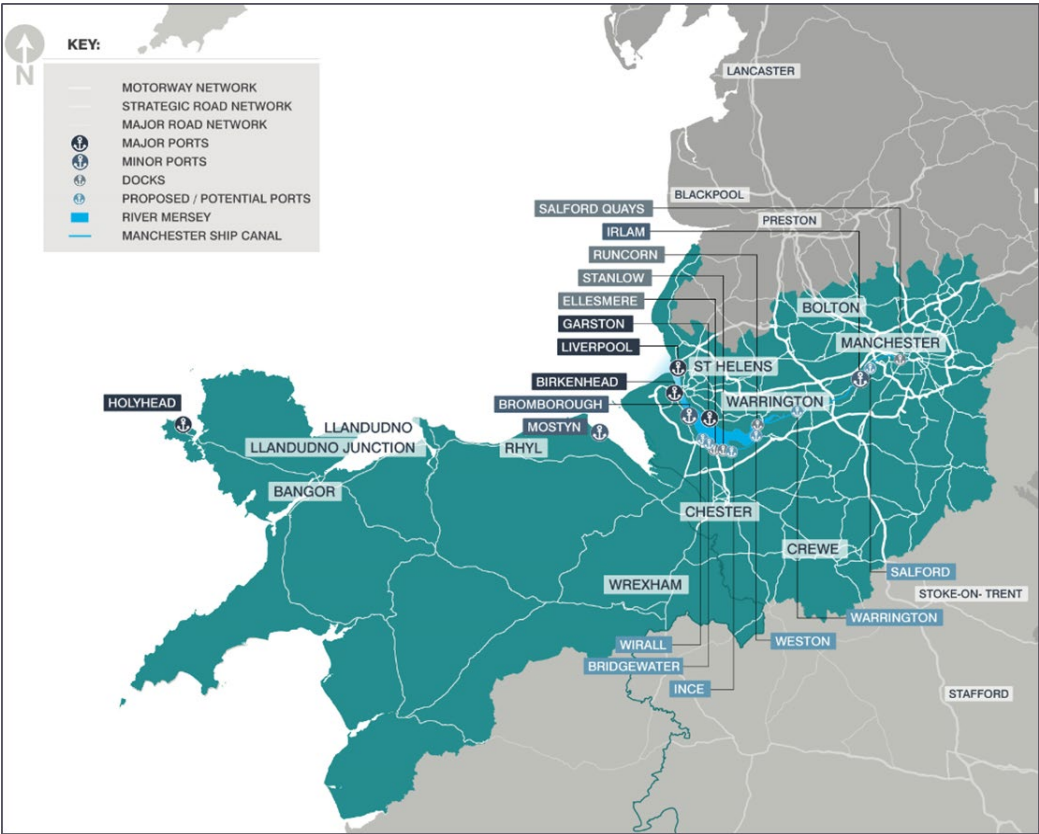 KEY:
N
MOTORWAY NETWORK
STRATEGIC ROAD NETWORK
MAJOR ROAD NETWORK
MAJOR PORTS
MINOR PORTS
DOCKS
PROPOSED / POTENTIAL PORTS
RIVER MERSEY
MANCHESTER SHIP CANAL
LANCASTER
BLACKPOOL
PRESTON
SALFORD QUAYS
IRLAM
RUNCORN
STANLOW
ELLESMERE
GARSTON
LIVERPOOL
BIRKENHEAD
BROMBOROUGH
MOSTYN
BOLTON
MANCHESTER
ST HELENS
WARRINGTON
HOLYHEAD
LLANDUDNO
LLANDUDNO JUNCTION
RHYL
BANGOR
CHESTER
CREWE
WREXHAM
SALFORD
STOKE-ON- TRENT
WARRINGTON
WESTON
WIRALL
BRIDGEWATER
INCE
STAFFORD